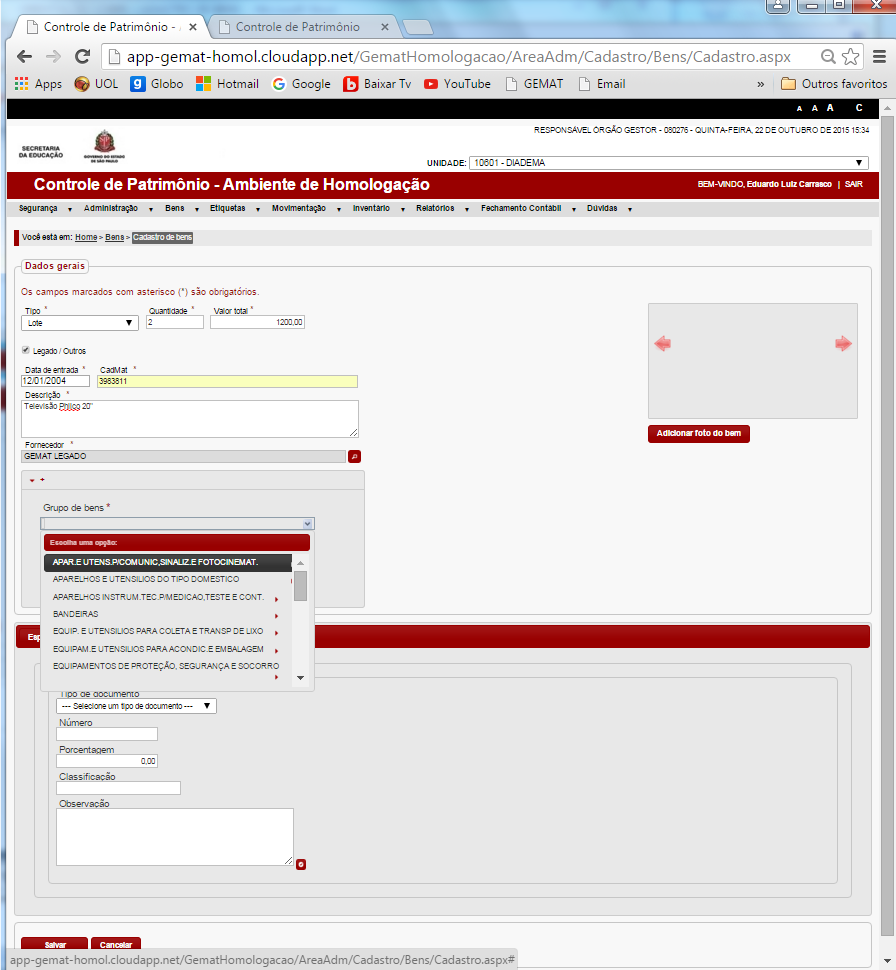 Controle de Patrimônio - A
Controle de Patrimônio
app-gemat-homol.cloudapp.net/GematHomologacao/AreaAdm/Cadastro/Bens/Cadastro.aspx
Apps UOL Globo Hotmail Google Baixar Tv YouTube GEMAT Email » Outros favoritos
A A A C
RESPONSÁVEL ÓRGÃO GESTOR - 080276 - QUINTA-FEIRA, 22 DE OUTUBRO DE 2015 15:34
SECRETARIA
DA EDUCAÇÃO
GOVERNO DO ESTADO
DE SÃO PAULO
UNIDADE: 10601 - DIADEMA
Controle de Patrimônio - Ambiente de Homologação
BEM-VINDO, Eduardo Luiz Carrasco | SAIR
Segurança Administração Bens Etiquetas Movimentação Inventário Relatórios Fechamento Contábil Dúvidas
Você está em: Home > Bens > Cadastro de bens
Dados gerais
Os campos marcados com asterisco (*) são obrigatórios.
Tipo * Quantidade * Valor total *
Lote 2 1200,00
Legado / Outros
Data de entrada * CadMat *
12/01/2004 3983811
Descrição *
Televisão Philco 20"
Fornecedor *
GEMAT LEGADO
Adicionar foto do bem
+
Grupo de bens *
Escolha uma opção:
APAR.E UTENS.P/COMUNIC,SINALIZ.E FOTOCINEMAT.
APARELHOS E UTENSILIOS DO TIPO DOMESTICO
APARELHOS INSTRUM.TEC.P/MEDICAO,TESTE E CONT.
BANDEIRAS
EQUIP. E UTENSILIOS PARA COLETA E TRANSP DE LIXO
EQUIPAM.E UTENSILIOS PARA ACONDIC.E EMBALAGEM
EQUIPAMENTOS DE PROTEÇÃO, SEGURANÇA E SOCORRO
Esp
Tipo de documento
--- Selecione um tipo de documento ---
Número
Porcentagem
0,00
Classificação
Observação
Salvar Cancelar
app-gemat-homol.cloudapp.net/GematHomologacao/AreaAdm/Cadastro/Bens/Cadastro.aspx#